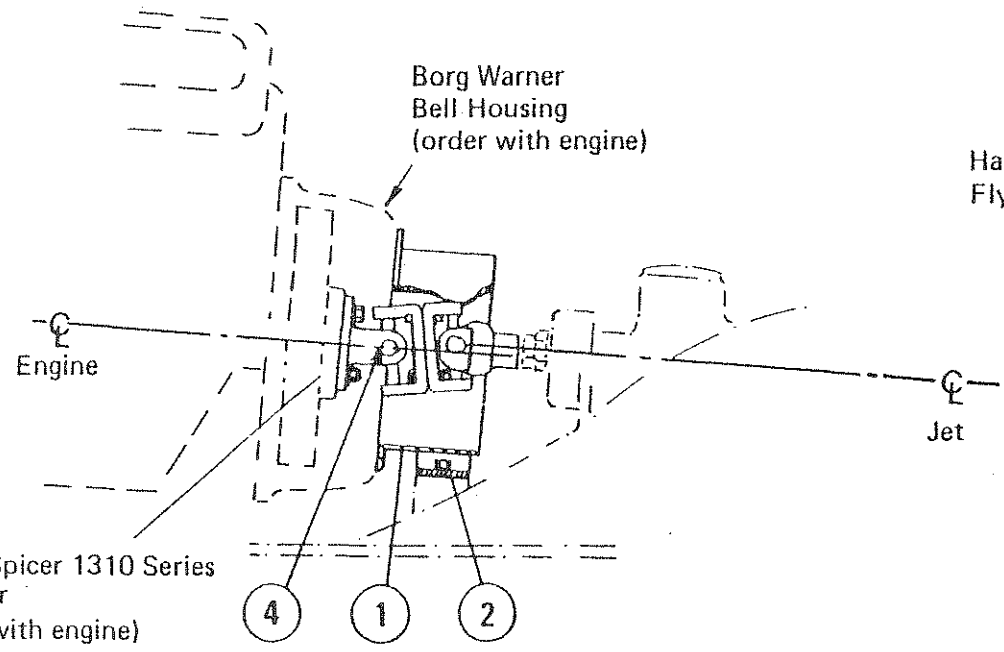 Borg Warner
Bell Housing
(order with engine)
Ha
Fly
℄
Engine
℄
Jet
Spicer 1310 Series
r
with engine)
4
1
2